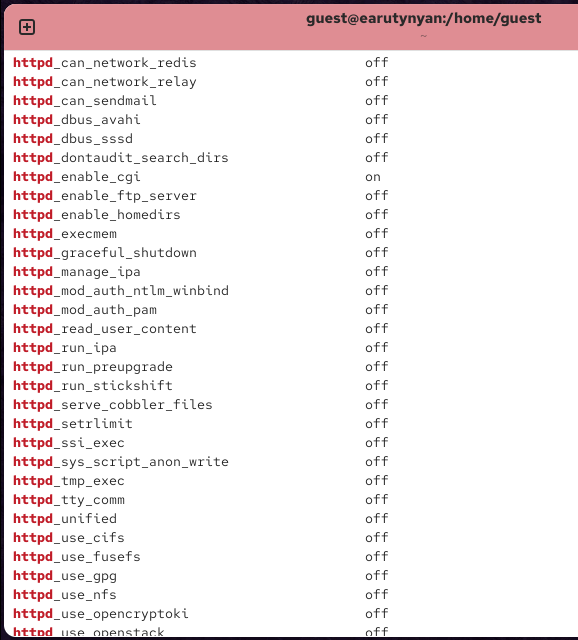 guest@earutynyan:/home/guest
~
httpd_can_network_redis off
httpd_can_network_relay off
httpd_can_sendmail off
httpd_dbus_avahi off
httpd_dbus_sssd off
httpd_dontaudit_search_dirs off
httpd_enable_cgi on
httpd_enable_ftp_server off
httpd_enable_homedirs off
httpd_execmem off
httpd_graceful_shutdown off
httpd_manage_ipa off
httpd_mod_auth_ntlm_winbind off
httpd_mod_auth_pam off
httpd_read_user_content off
httpd_run_ipa off
httpd_run_preupgrade off
httpd_run_stickshift off
httpd_serve_cobbler_files off
httpd_setrlimit off
httpd_ssi_exec off
httpd_sys_script_anon_write off
httpd_tmp_exec off
httpd_tty_comm off
httpd_unified off
httpd_use_cifs off
httpd_use_fusefs off
httpd_use_gpg off
httpd_use_nfs off
httpd_use_opencryptoki off
httpd_use_openstack off